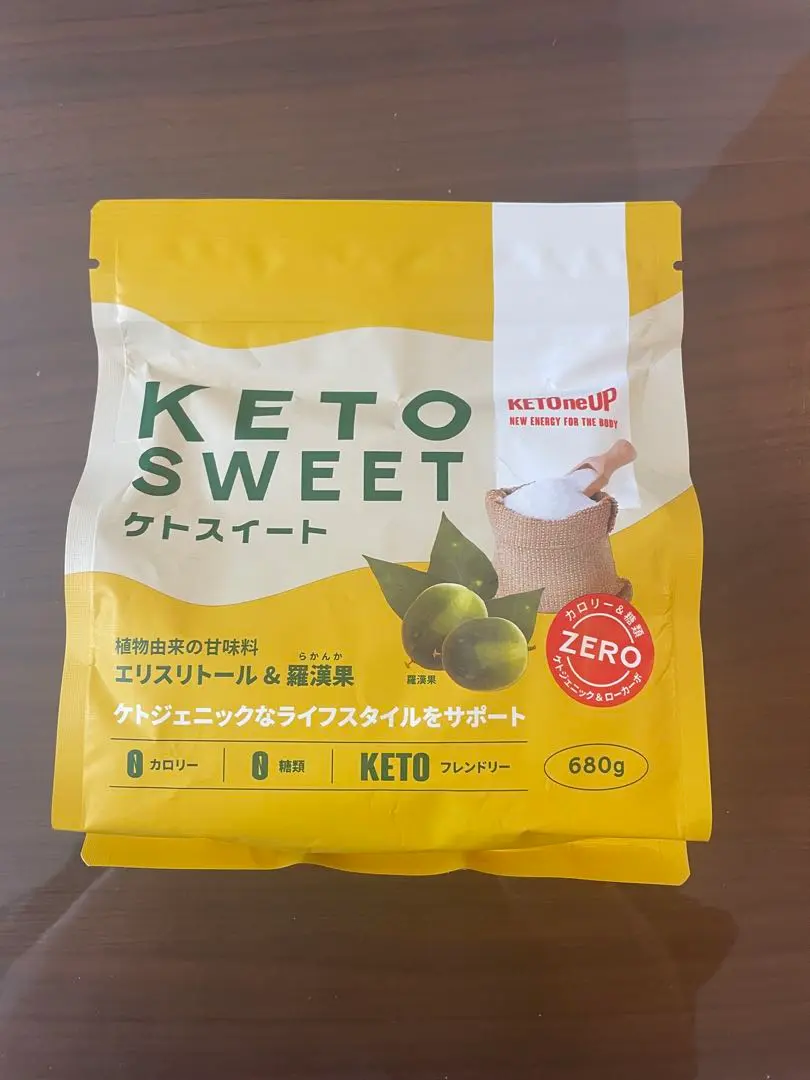 KETOneUP
NEW ENERGY FOR THE BODY
KETO
SWEET
ケトスイート
植物由来の甘味料
らかんか
エリスリトール & 羅漢果
羅漢果
カロリー&糖類
ZERO
ケトジェニック&ローカーボ
ケトジェニックなライフスタイルをサポート
0 カロリー
0 糖類
KETO フレンドリー
680g